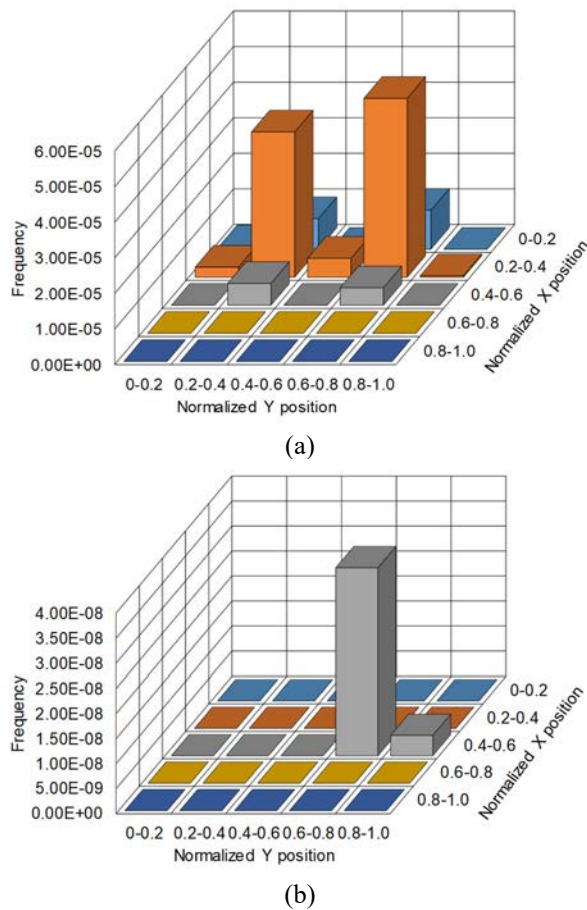 6.00E-05
5.00E-05
4.00E-05
3.00E-05
2.00E-05
1.00E-05
0.00E+00
Frequency
0-0.2 0.2-0.4 0.4-0.6 0.6-0.8 0.8-1.0
Normalized Y position
0-0.2
0.2-0.4
0.4-0.6
0.6-0.8
0.8-1.0
Normalized X position
(a)
4.00E-08
3.50E-08
3.00E-08
2.50E-08
2.00E-08
1.50E-08
1.00E-08
5.00E-09
0.00E+00
Frequency
0-0.2 0.2-0.4 0.4-0.6 0.6-0.8 0.8-1.0
Normalized Y position
0-0.2
0.2-0.4
0.4-0.6
0.6-0.8
0.8-1.0
Normalized X position
(b)